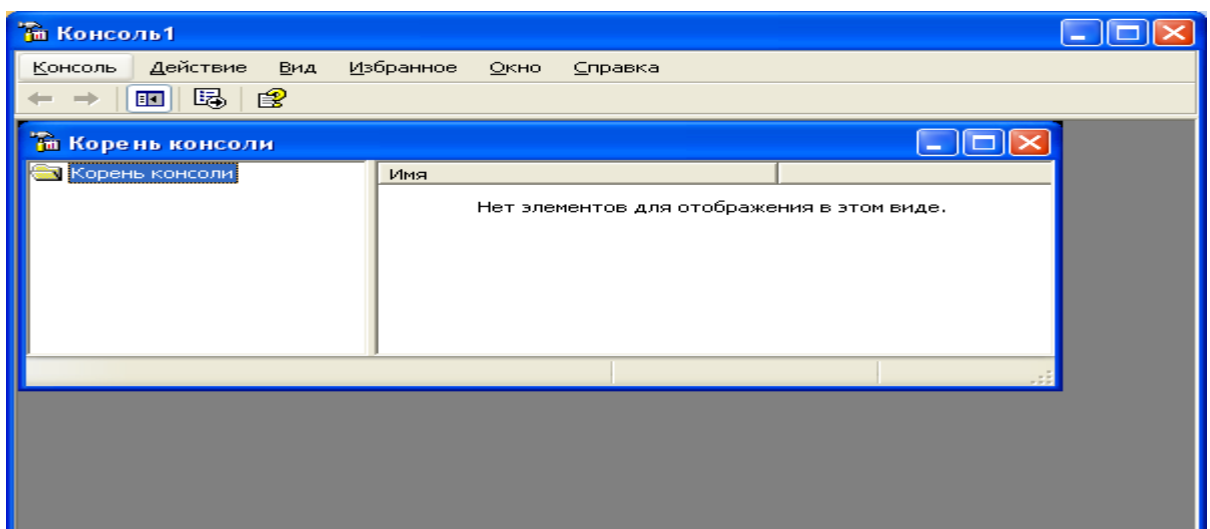 Консоль1
Консоль Действие Вид Избранное Окно Справка
Корень консоли
Корень консоли Имя
Нет элементов для отображения в этом виде.